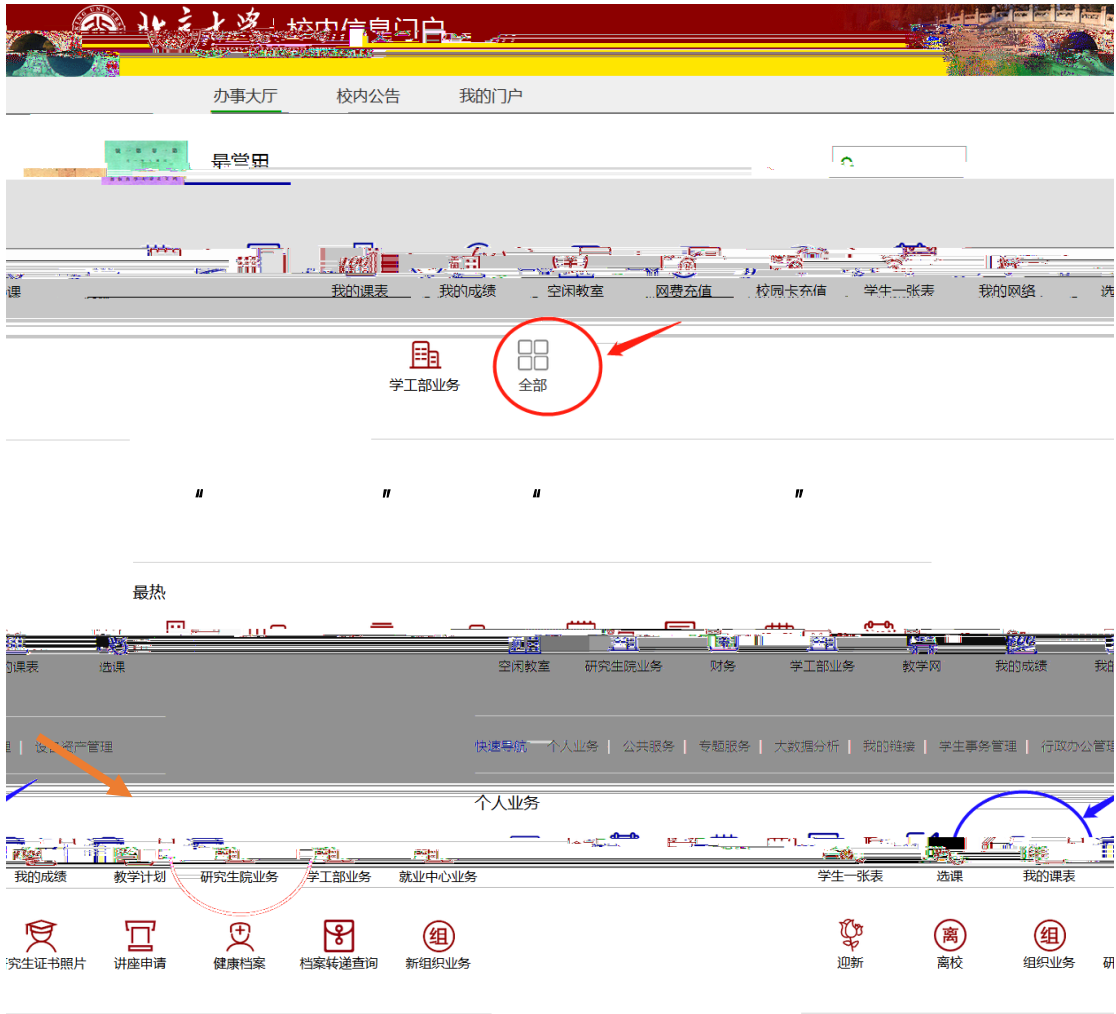 北京大学 校内信息门户
办事大厅 校内公告 我的门户
最常用
课 我的课表 我的成绩 空闲教室 网费充值 校园卡充值 学生一张表 我的网络 选
学工部业务 全部
“ ” “ ”
最热
的课表 选课 空闲教室 研究生院业务 财务 学工部业务 教学网 我的成绩 我的
理 | 设备资产管理 快速导航 个人业务 | 公共服务 | 专题服务 | 大数据分析 | 我的链接 | 学生事务管理 | 行政办公管理
个人业务
我的成绩 教学计划 研究生院业务 学工部业务 就业中心业务 学生一张表 选课 我的课表
研究生证书照片 讲座申请 健康档案 档案转递查询 新组织业务 迎新 离校 组织业务 研